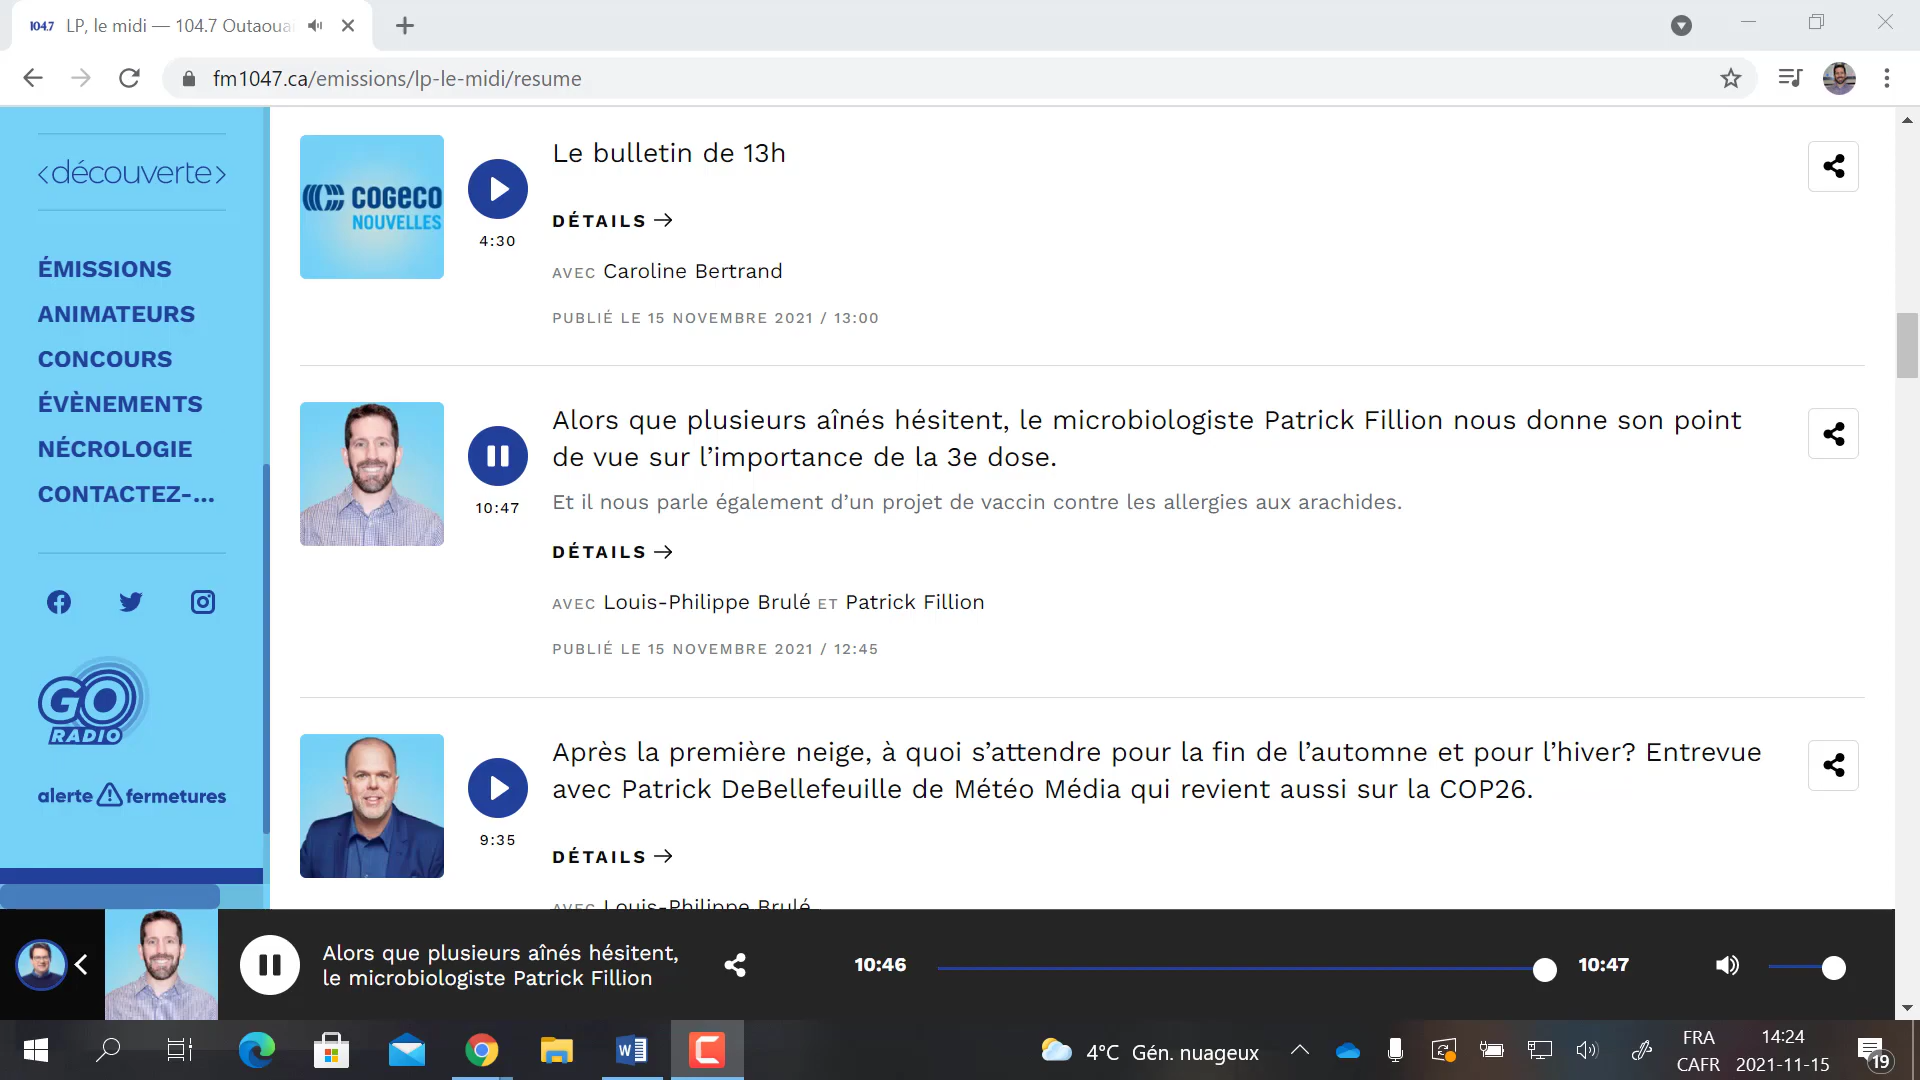 104.7 LP, le midi — 104.7 Outaouai
fm1047.ca/emissions/lp-le-midi/resume
<découverte>
ÉMISSIONS
ANIMATEURS
CONCOURS
ÉVÈNEMENTS
NÉCROLOGIE
CONTACTEZ-...
GO
RADIO
alerte fermetures
COGECO
NOUVELLES
4:30
Le bulletin de 13h
DÉTAILS →
AVEC Caroline Bertrand
PUBLIÉ LE 15 NOVEMBRE 2021 / 13:00
10:47
Alors que plusieurs aînés hésitent, le microbiologiste Patrick Fillion nous donne son point
de vue sur l’importance de la 3e dose.
Et il nous parle également d’un projet de vaccin contre les allergies aux arachides.
DÉTAILS →
AVEC Louis-Philippe Brulé ET Patrick Fillion
PUBLIÉ LE 15 NOVEMBRE 2021 / 12:45
9:35
Après la première neige, à quoi s’attendre pour la fin de l’automne et pour l’hiver? Entrevue
avec Patrick DeBellefeuille de Météo Média qui revient aussi sur la COP26.
DÉTAILS →
AVEC Louis-Philippe Brulé
Alors que plusieurs aînés hésitent,
le microbiologiste Patrick Fillion
10:46
10:47
4°C Gén. nuageux
FRA
CAFR
14:24
2021-11-15
19